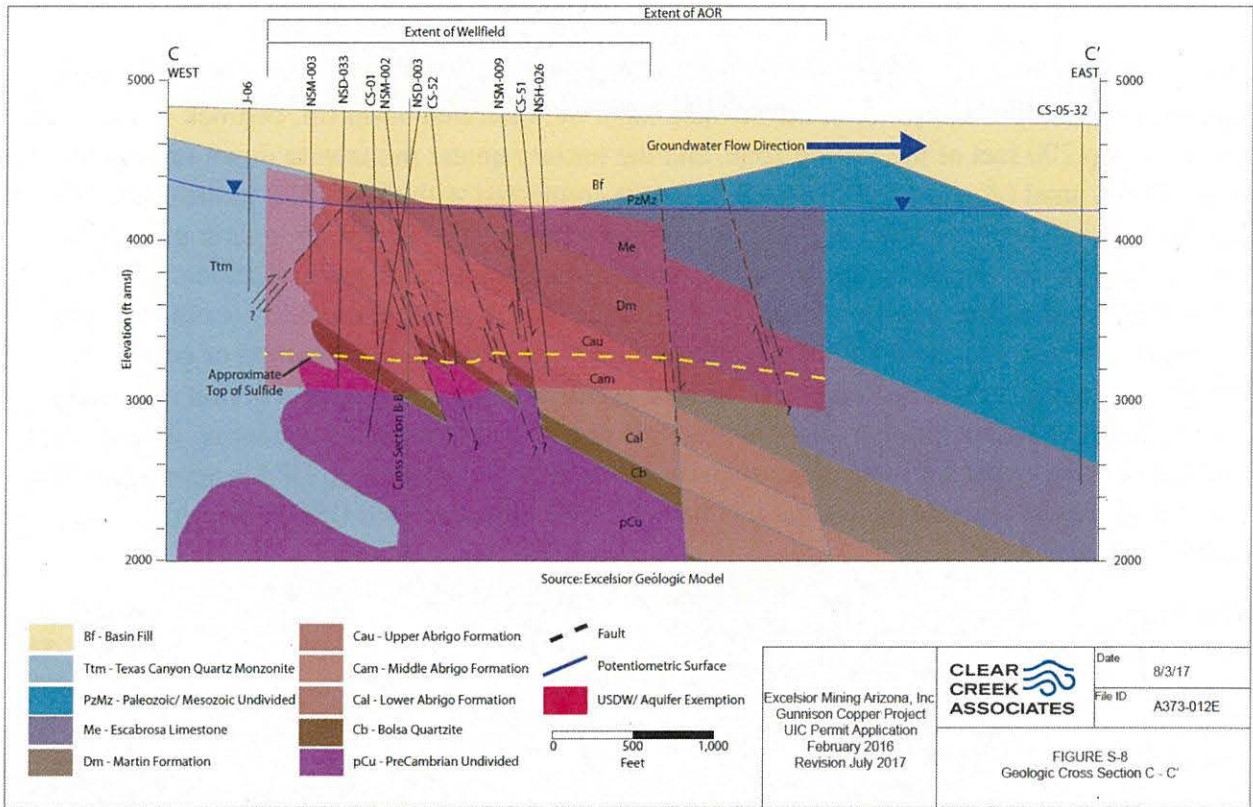 Extent of AOR
Extent of Wellfield
C
WEST
C'
EAST
J-06
NSM-003
NSD-033
CS-01
NSM-002
NSD-003
CS-52
NSM-009
CS-51
NSH-026
CS-05-32
5000
4000
3000
2000
5000
4000
3000
2000
Elevation (ft amsl)
Groundwater Flow Direction
Bf
PzMz
Me
Ttm
Dm
Cau
Cam
Cal
Cb
pCu
Approximate
Top of Sulfide
Cross Section B-B'
?
?
?
?
? ?
?
?
Source: Excelsior Geologic Model
Bf - Basin Fill
Ttm - Texas Canyon Quartz Monzonite
PzMz - Paleozoic/ Mesozoic Undivided
Me - Escabrosa Limestone
Dm - Martin Formation
Cau - Upper Abrigo Formation
Cam - Middle Abrigo Formation
Cal - Lower Abrigo Formation
Cb - Bolsa Quartzite
pCu - PreCambrian Undivided
Fault
Potentiometric Surface
USDW/ Aquifer Exemption
0 500 1,000
Feet
Excelsior Mining Arizona, Inc
Gunnison Copper Project
UIC Permit Application
February 2016
Revision July 2017
CLEAR
CREEK
ASSOCIATES
Date
8/3/17
File ID
A373-012E
FIGURE S-8
Geologic Cross Section C - C'